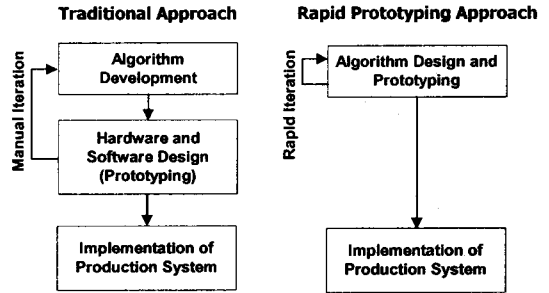 Traditional Approach
Algorithm
Development
Manual Iteration
Hardware and
Software Design
(Prototyping)
Implementation of
Production System
Rapid Prototyping Approach
Algorithm Design and
Prototyping
Rapid Iteration
Implementation of
Production System